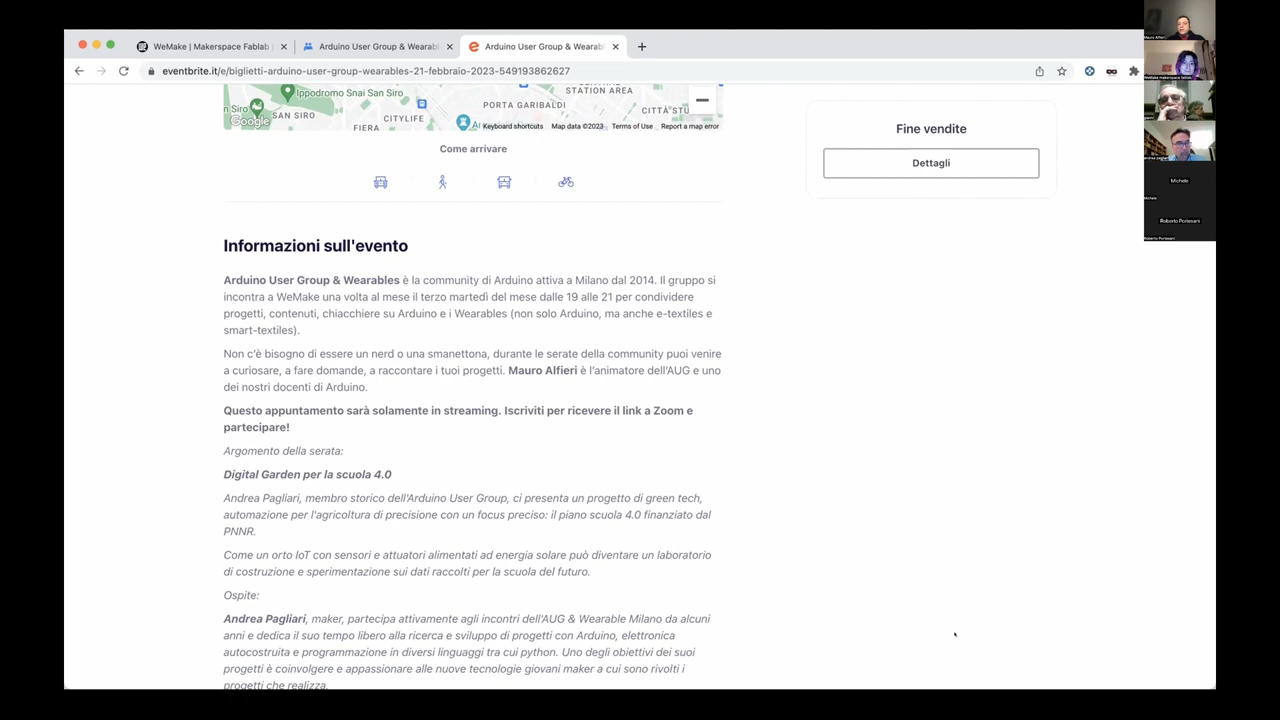 WeMake | Makerspace Fablab
Arduino User Group & Wearabl
Arduino User Group & Wearabl
eventbrite.it/e/biglietti-arduino-user-group-wearables-21-febbraio-2023-549193862627
Ippodromo Snai San Siro
n Siro
SAN SIRO
CITYLIFE
FIERA
PORTA GARIBALDI
STATION AREA
CITTÀ STU
Google
Keyboard shortcuts
Map data ©2023
Terms of Use
Report a map error
Come arrivare
Fine vendite
Dettagli
Informazioni sull'evento
Arduino User Group & Wearables è la community di Arduino attiva a Milano dal 2014. Il gruppo si
incontra a WeMake una volta al mese il terzo martedì del mese dalle 19 alle 21 per condividere
progetti, contenuti, chiacchiere su Arduino e i Wearables (non solo Arduino, ma anche e-textiles e
smart-textiles).
Non c'è bisogno di essere un nerd o una smanettona, durante le serate della community puoi venire
a curiosare, a fare domande, a raccontare i tuoi progetti. Mauro Alfieri è l'animatore dell'AUG e uno
dei nostri docenti di Arduino.
Questo appuntamento sarà solamente in streaming. Iscriviti per ricevere il link a Zoom e
partecipare!
Argomento della serata:
Digital Garden per la scuola 4.0
Andrea Pagliari, membro storico dell'Arduino User Group, ci presenta un progetto di green tech,
automazione per l'agricoltura di precisione con un focus preciso: il piano scuola 4.0 finanziato dal
PNNR.
Come un orto IoT con sensori e attuatori alimentati ad energia solare può diventare un laboratorio
di costruzione e sperimentazione sui dati raccolti per la scuola del futuro.
Ospite:
Andrea Pagliari, maker, partecipa attivamente agli incontri dell'AUG & Wearable Milano da alcuni
anni e dedica il suo tempo libero alla ricerca e sviluppo di progetti con Arduino, elettronica
autocostruita e programmazione in diversi linguaggi tra cui python. Uno degli obiettivi dei suoi
progetti è coinvolgere e appassionare alle nuove tecnologie giovani maker a cui sono rivolti i
progetti che realizza.
Mauro Alfieri
WeMake makerspace fablab
andrea pagliari
Michele
Michele
Roberto Portesani
Roberto Portesani